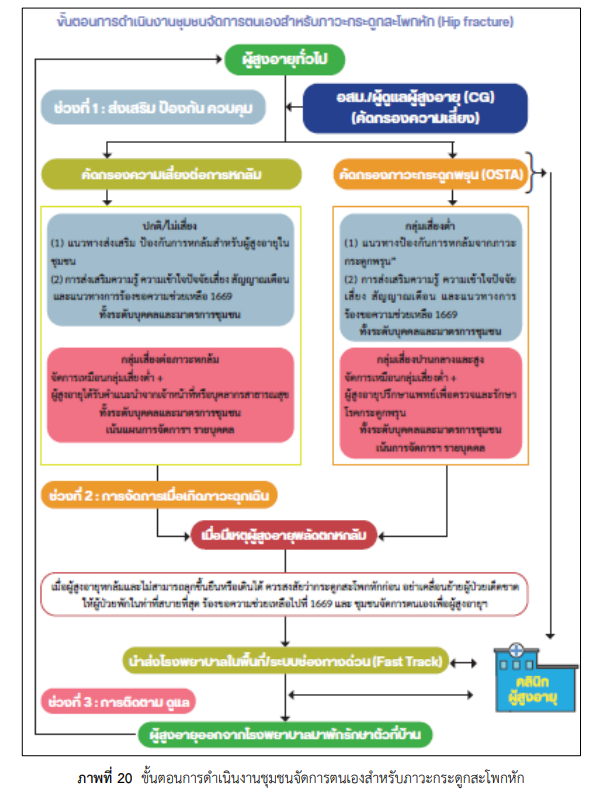 ขั้นตอนการดำเนินงานชุมชนจัดการตนเองสำหรับภาวะกระดูกสะโพกหัก (Hip fracture)
ผู้สูงอายุทั่วไป
ช่วงที่ 1 : ส่งเสริม ป้องกัน ควบคุม
อสม./ผู้ดูแลผู้สูงอายุ (CG)
(คัดกรองความเสี่ยง)
คัดกรองความเสี่ยงต่อการหกล้ม
คัดกรองภาวะกระดูกพรุน (OSTA)
ปกติ/ไม่เสี่ยง
(1) แนวทางส่งเสริม ป้องกันการหกล้มสำหรับผู้สูงอายุใน
ชุมชน
(2) การส่งเสริมความรู้ ความเข้าใจปัจจัยเสี่ยง สัญญาณเตือน
และแนวทางการร้องขอความช่วยเหลือ 1669
ทั้งระดับบุคคลและมาตรการชุมชน
กลุ่มเสี่ยงต่ำ
(1) แนวทางป้องกันการหกล้มจากภาวะ
กระดูกพรุน"
(2) การส่งเสริมความรู้ ความเข้าใจปัจจัย
เสี่ยง สัญญาณเตือน และแนวทางการ
ร้องขอความช่วยเหลือ 1669
ทั้งระดับบุคคลและมาตรการชุมชน
กลุ่มเสี่ยงต่อภาวะหกล้ม
จัดการเหมือนกลุ่มเสี่ยงต่ำ +
ผู้สูงอายุได้รับคำแนะนำจากเจ้าหน้าที่หรือบุคลากรสาธารณสุข
ทั้งระดับบุคคลและมาตรการชุมชน
เน้นแผนการจัดการฯ รายบุคคล
กลุ่มเสี่ยงปานกลางและสูง
จัดการเหมือนกลุ่มเสี่ยงต่ำ +
ผู้สูงอายุปรึกษาแพทย์เพื่อตรวจและรักษา
โรคกระดูกพรุน
ทั้งระดับบุคคลและมาตรการชุมชน
เน้นการจัดการฯ รายบุคคล
ช่วงที่ 2 : การจัดการเมื่อเกิดภาวะฉุกเฉิน
เมื่อมีเหตุผู้สูงอายุพลัดตกหกล้ม
เมื่อผู้สูงอายุหกล้มและไม่สามารถลุกขึ้นยืนหรือเดินได้ ควรสงสัยว่ากระดูกสะโพกหักก่อน อย่าเคลื่อนย้ายผู้ป่วยเด็ดขาด
ให้ผู้ป่วยพักในท่าที่สบายที่สุด ร้องขอความช่วยเหลือไปที่ 1669 และ ชุมชนจัดการตนเองเพื่อผู้สูงอายุฯ
นำส่งโรงพยาบาลในพื้นที่/ระบบช่องทางด่วน (Fast Track)
คลินิก
ผู้สูงอายุ
ช่วงที่ 3 : การติดตาม ดูแล
ผู้สูงอายุออกจากโรงพยาบาลมาพักรักษาตัวที่บ้าน
ภาพที่ 20 ขั้นตอนการดำเนินงานชุมชนจัดการตนเองสำหรับภาวะกระดูกสะโพกหัก